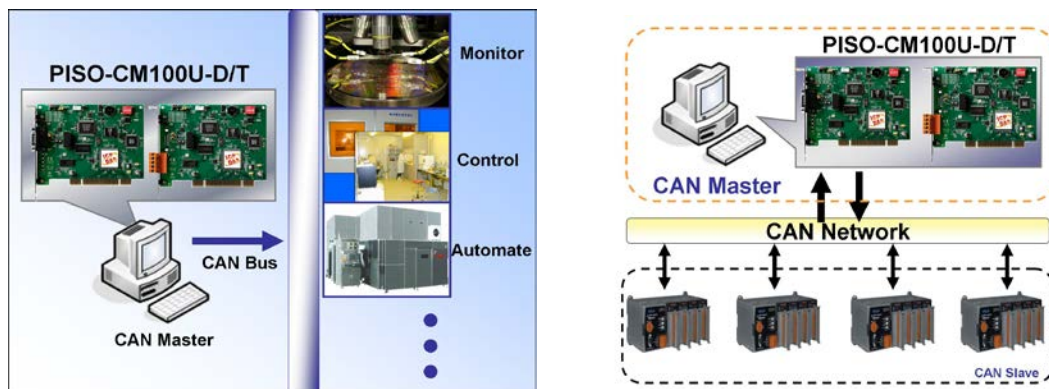 PISO-CM100U-D/T
Monitor
Control
Automate
CAN Bus
CAN Master
PISO-CM100U-D/T
CAN Master
CAN Network
CAN Slave